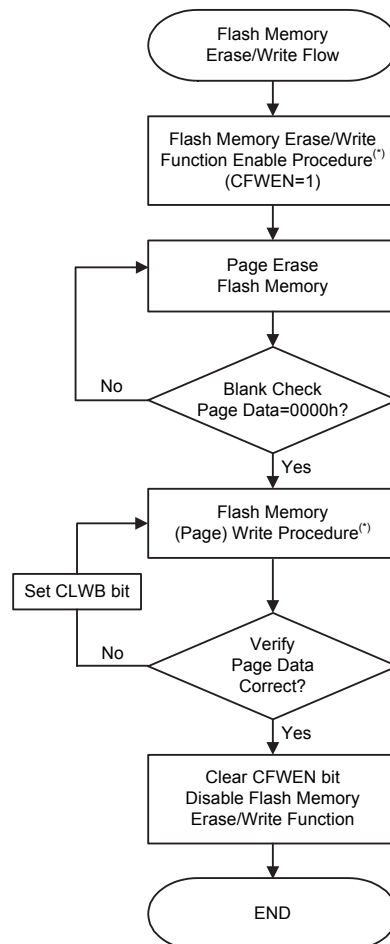 Flash Memory
Erase/Write Flow
Flash Memory Erase/Write
Function Enable Procedure(*)
(CFWEN=1)
Page Erase
Flash Memory
Blank Check
Page Data=0000h?
No
Yes
Flash Memory
(Page) Write Procedure(*)
Set CLWB bit
Verify
Page Data
Correct?
No
Yes
Clear CFWEN bit
Disable Flash Memory
Erase/Write Function
END